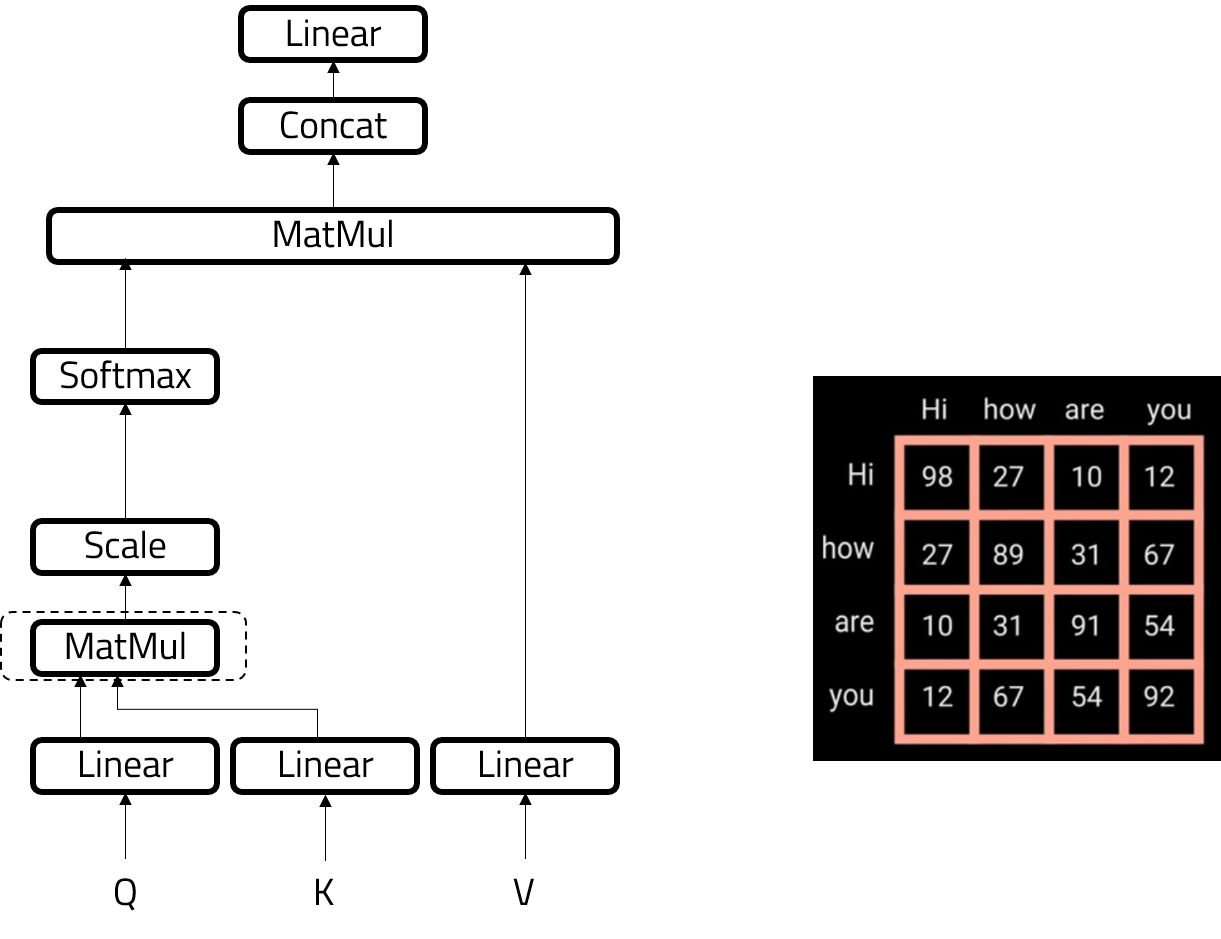 Linear
Concat
MatMul
Softmax
Scale
MatMul
Linear Linear Linear
Q K V
Hi how are you
Hi 98 27 10 12
how 27 89 31 67
are 10 31 91 54
you 12 67 54 92